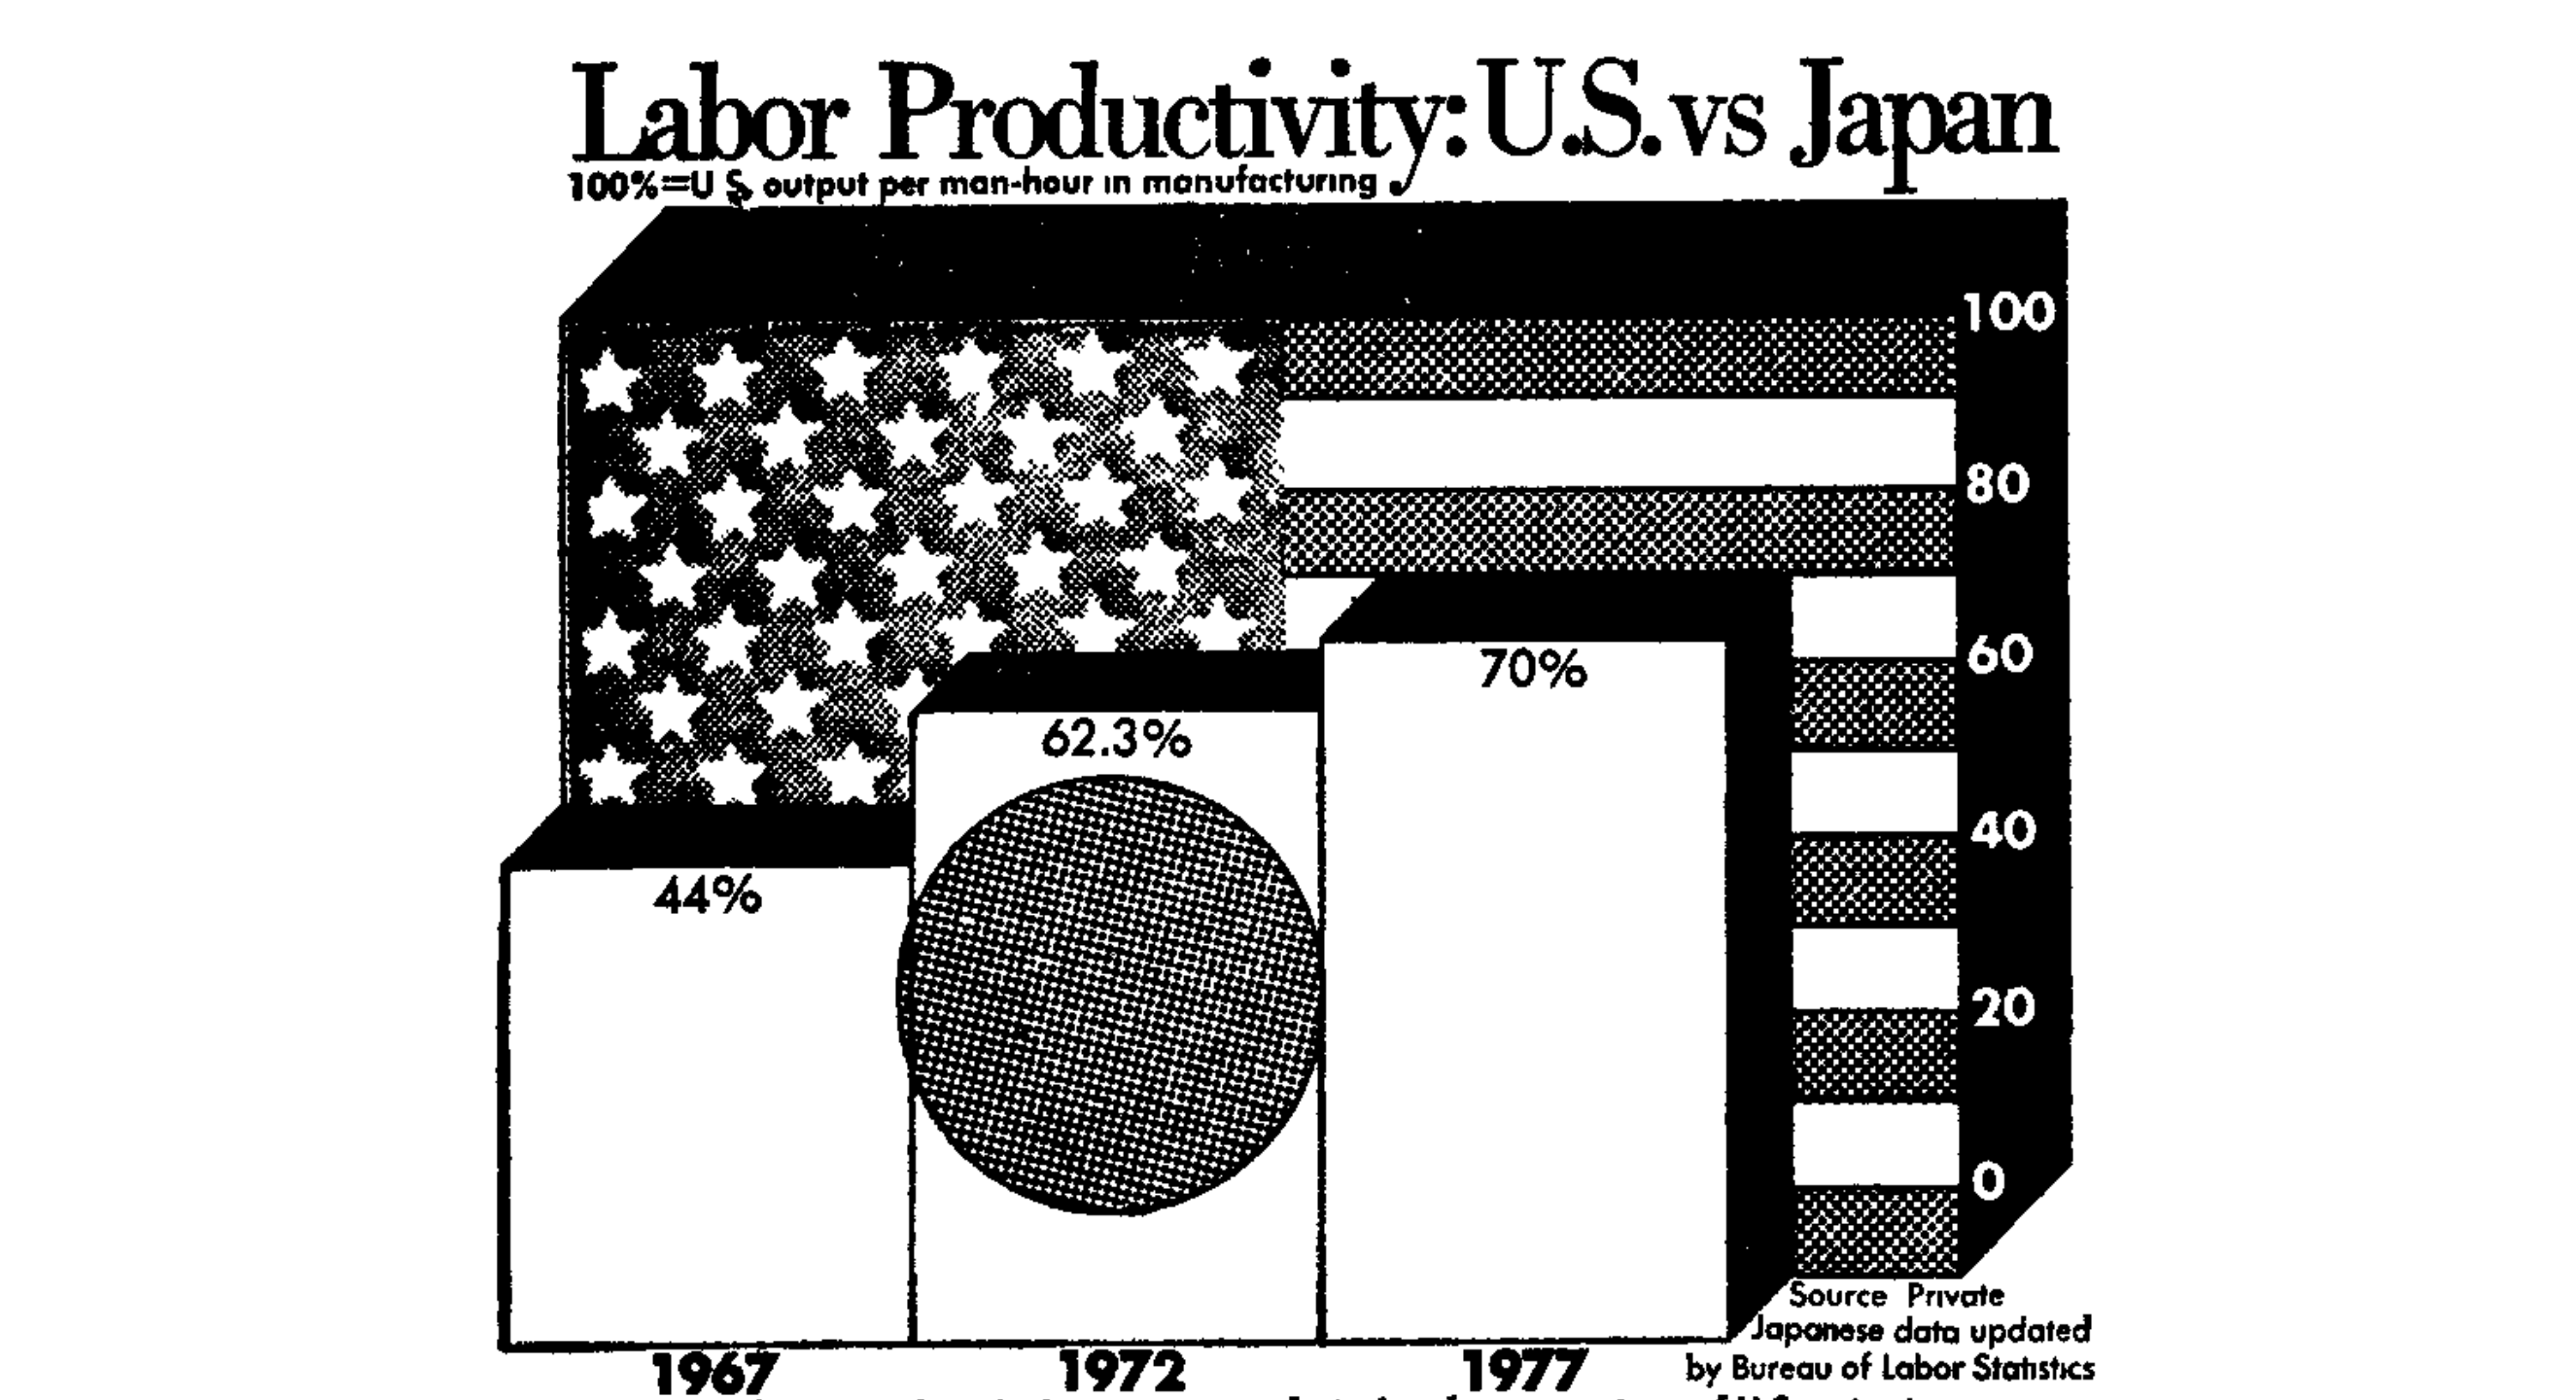 Labor Productivity: U.S. vs Japan
100%=U S. output per man-hour in manufacturing
100
80
60
40
20
0
70%
62.3%
44%
1967 1972 1977
Source Private
Japanese data updated
by Bureau of Labor Statistics